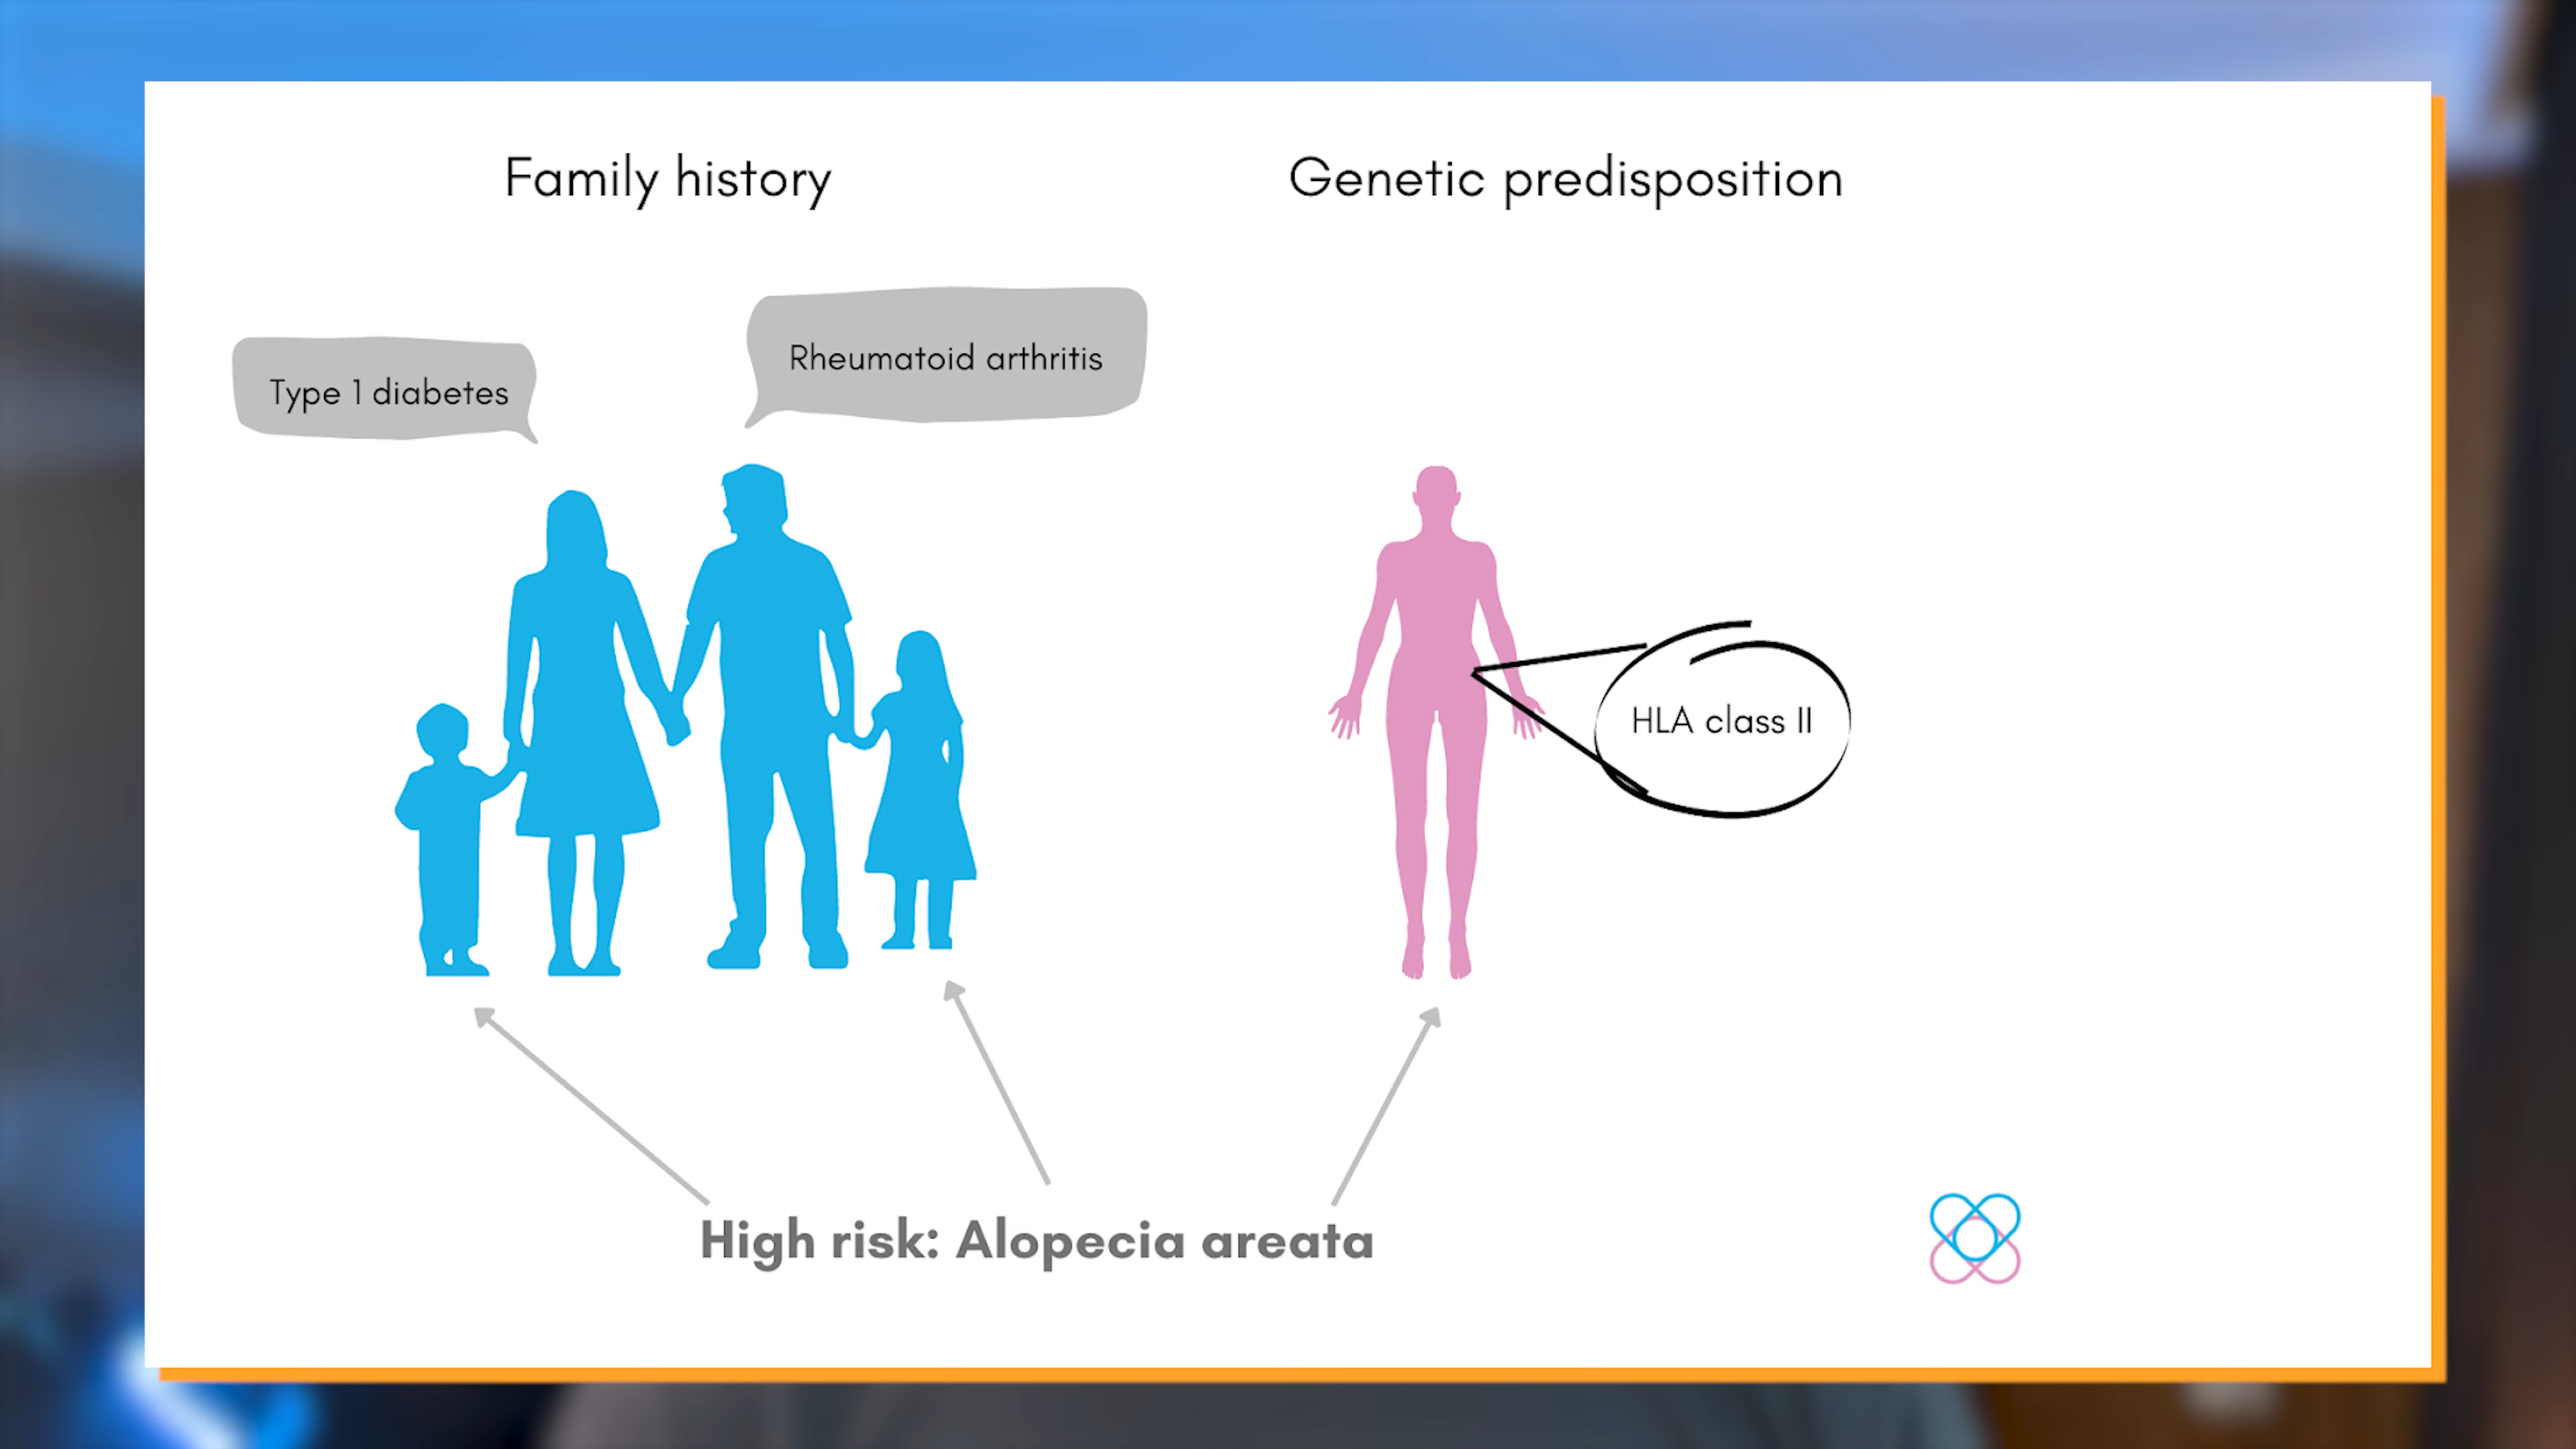 Family history
Genetic predisposition
Type 1 diabetes
Rheumatoid arthritis
HLA class II
High risk: Alopecia areata